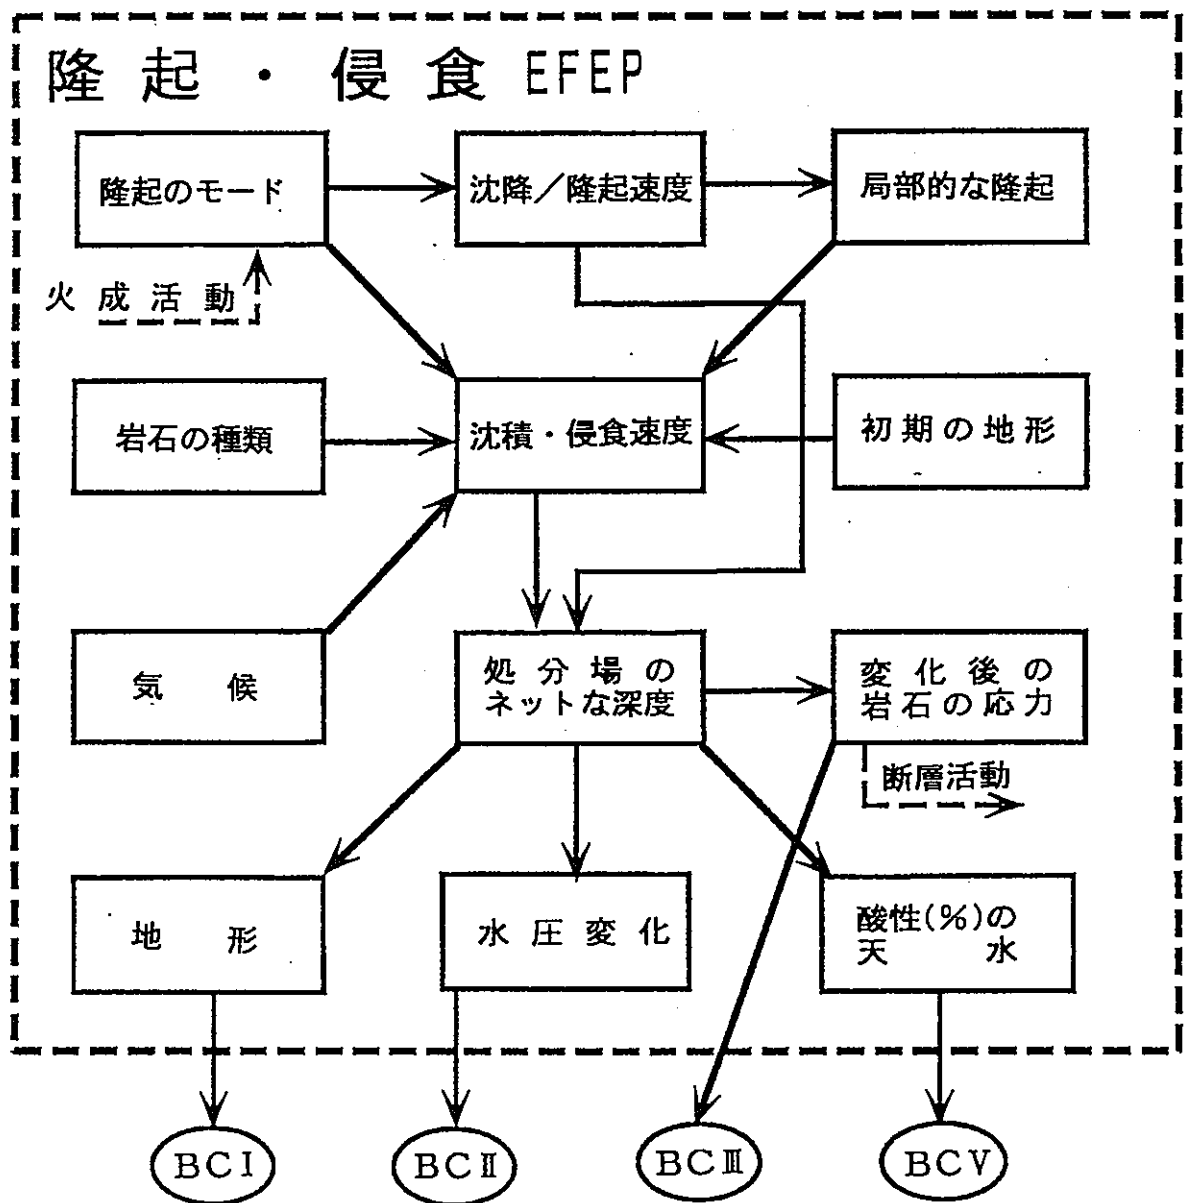 隆起・侵食EFEP
隆起のモード
沈降／隆起速度
局部的な隆起
火成活動
岩石の種類
沈積・侵食速度
初期の地形
気候
処分場の
ネットな深度
変化後の
岩石の応力
断層活動
地形
水圧変化
酸性(%)の
天水
BCⅠ
BCⅡ
BCⅢ
BCⅤ